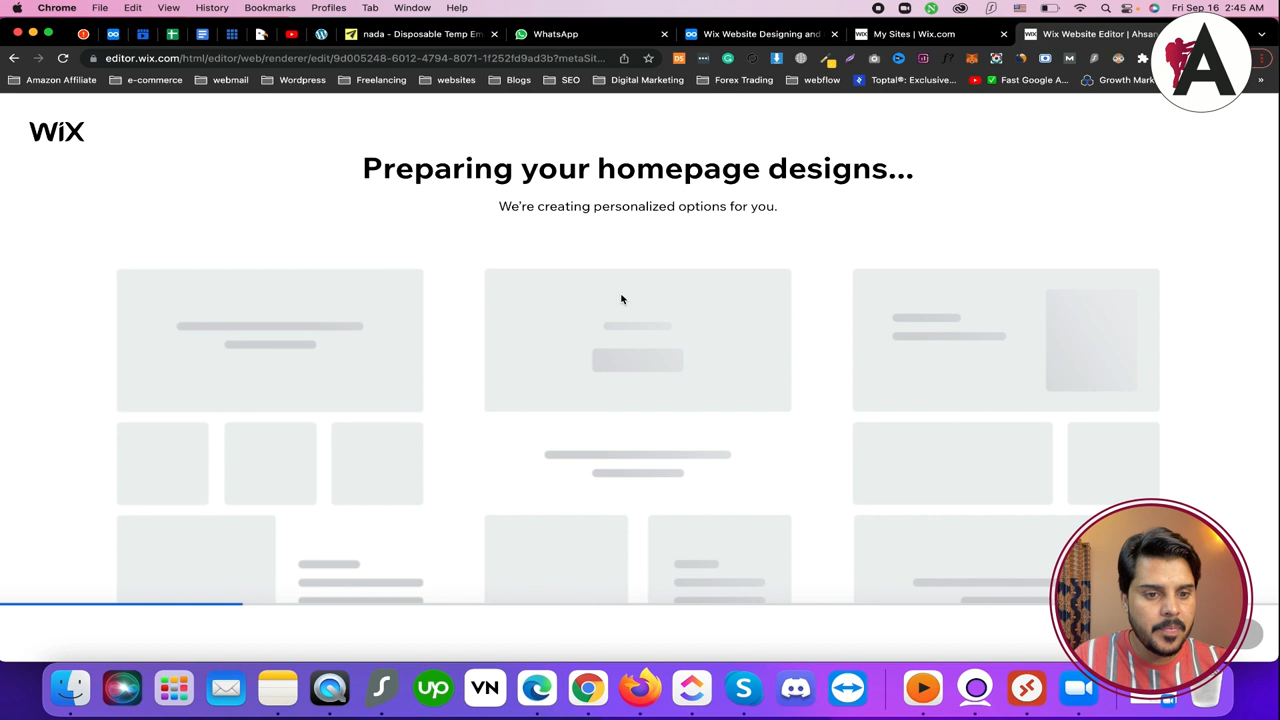 Chrome File Edit View History Bookmarks Profiles Tab Window Help Fri Sep 16 2:45 AM
nada - Disposable Temp Em WhatsApp Wix Website Designing and My Sites | Wix.com Wix Website Editor | Ahsan
editor.wix.com/html/editor/web/renderer/edit/9d005248-6012-4794-8071-1f252fd9ad3b?metaSit...
Amazon Affiliate e-commerce webmail Wordpress Freelancing websites Blogs SEO Digital Marketing Forex Trading webflow Toptal®: Exclusive... Fast Google A... Growth Mark »
A
WiX
Preparing your homepage designs...
We're creating personalized options for you.
up VN S